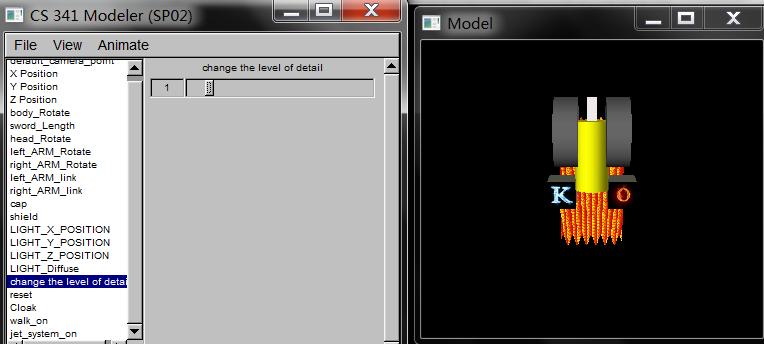 CS 341 Modeler (SP02)
File View Animate
default_camera_point
X Position
Y Position
Z Position
body_Rotate
sword_Length
head_Rotate
left_ARM_Rotate
right_ARM_Rotate
left_ARM_link
right_ARM_link
cap
shield
LIGHT_X_POSITION
LIGHT_Y_POSITION
LIGHT_Z_POSITION
LIGHT_Diffuse
change the level of detai
reset
Cloak
walk_on
jet_system_on
change the level of detail
1
Model
K O